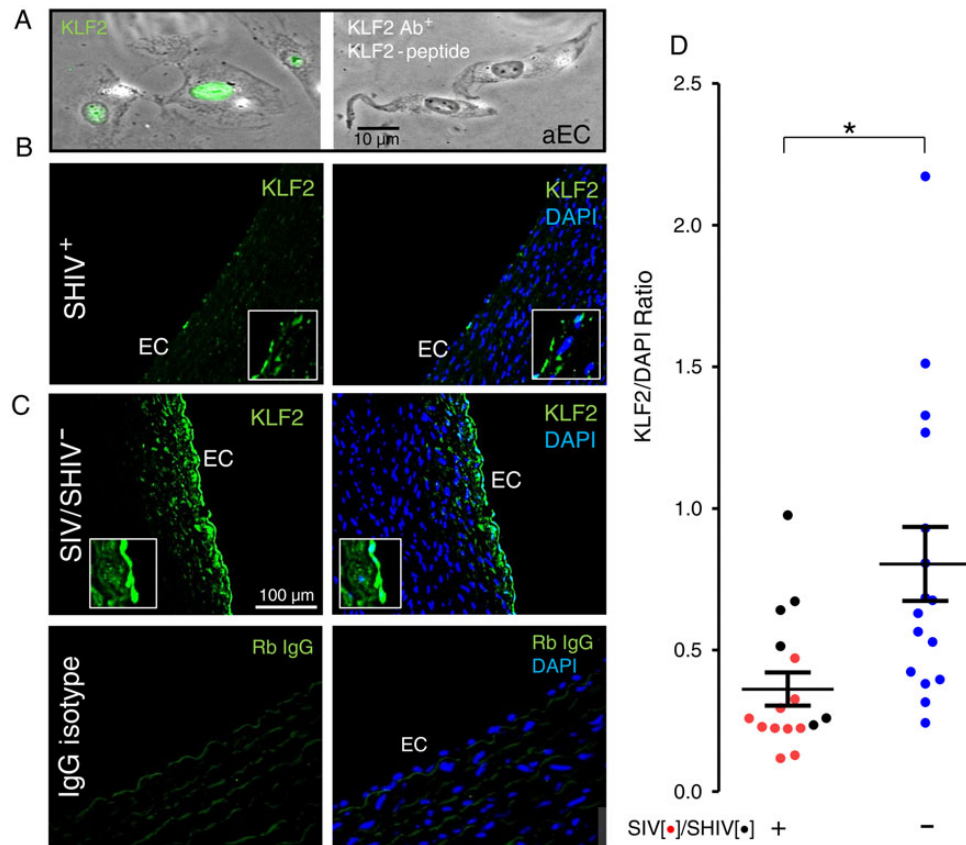 A
KLF2
KLF2 Ab+
KLF2-peptide
10 µm
aEC
B
SHIV+
KLF2
EC
KLF2
DAPI
EC
C
SIV/SHIV−
KLF2
EC
100 µm
KLF2
DAPI
EC
IgG isotype
Rb IgG
Rb IgG
DAPI
EC
D
KLF2/DAPI Ratio
2.5
*
2.0
1.5
1.0
0.5
0.0
SIV[•]/SHIV[•] + −